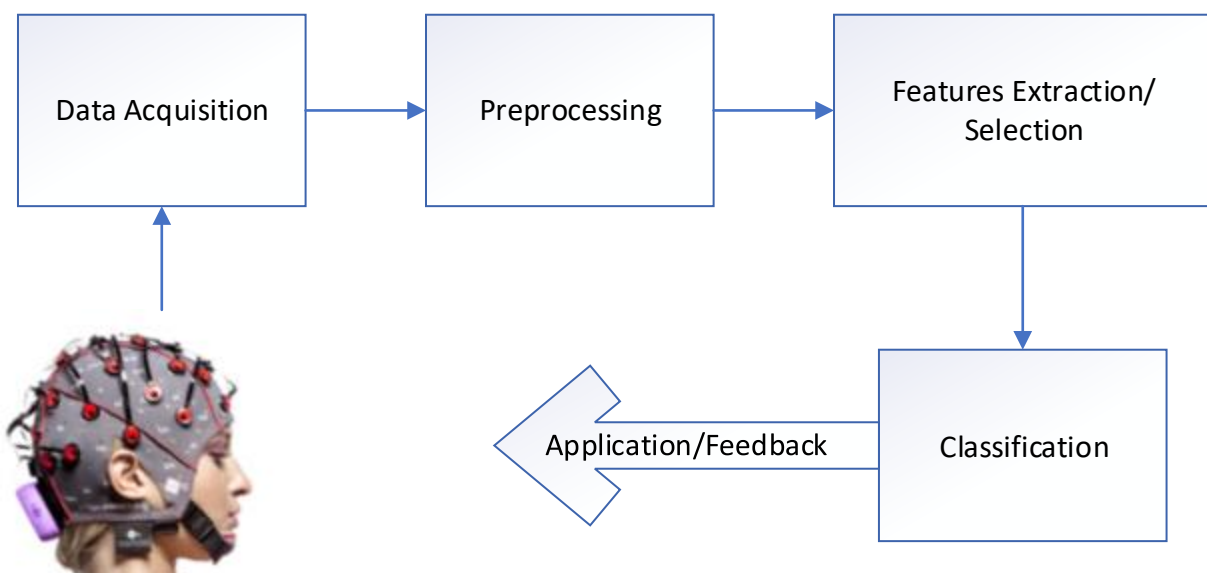 Data Acquisition
Preprocessing
Features Extraction/
Selection
Application/Feedback
Classification